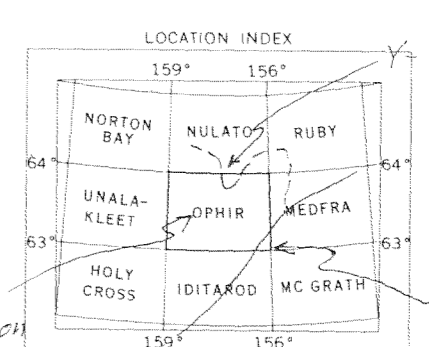 LOCATION INDEX
159° 156°
NORTON
BAY
NULATO
RUBY
64° 64°
UNALA-
KLEET
OPHIR
MEDFRA
63° 63°
HOLY
CROSS
IDITAROD
MC GRATH
159° 156°